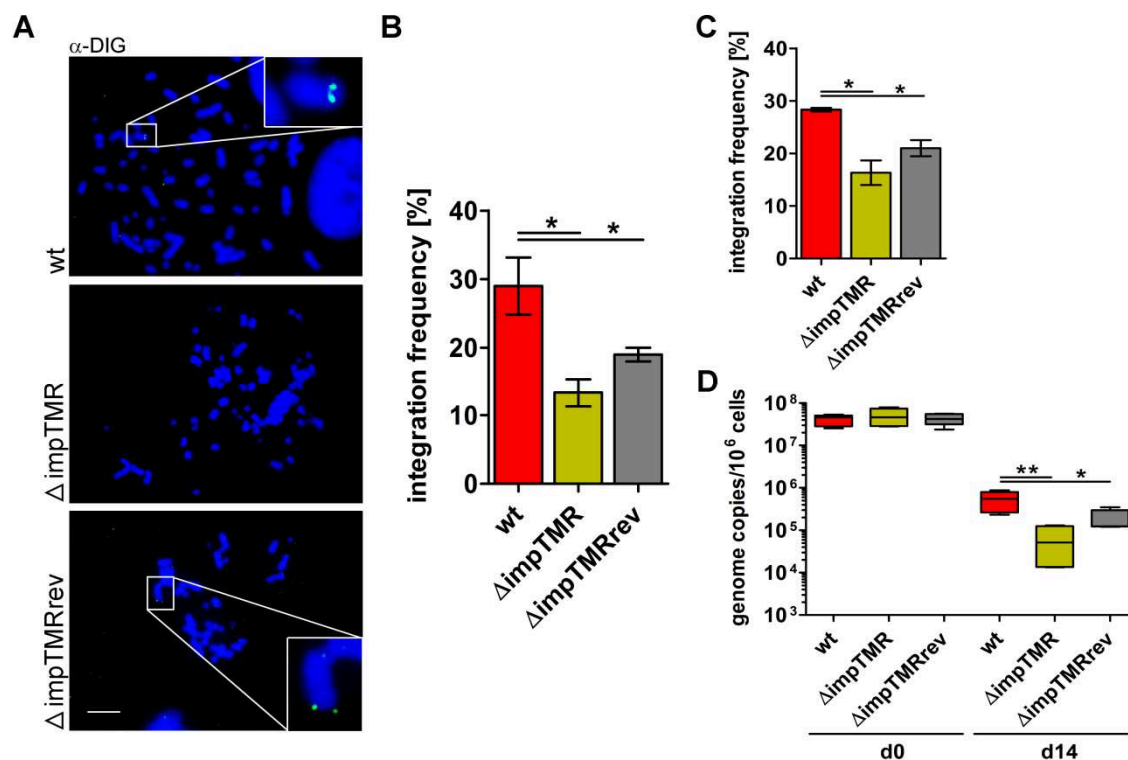 A
α-DIG
wt
Δ impTMR
Δ impTMRrev
B
integration frequency [%]
40
30
20
10
0
*
*
wt
ΔimpTMR
ΔimpTMRrev
C
integration frequency [%]
40
30
20
10
0
*
*
wt
ΔimpTMR
ΔimpTMRrev
D
genome copies/10⁶ cells
10⁸
10⁷
10⁶
10⁵
10⁴
10³
**
*
wt
ΔimpTMR
ΔimpTMRrev
wt
ΔimpTMR
ΔimpTMRrev
d0
d14